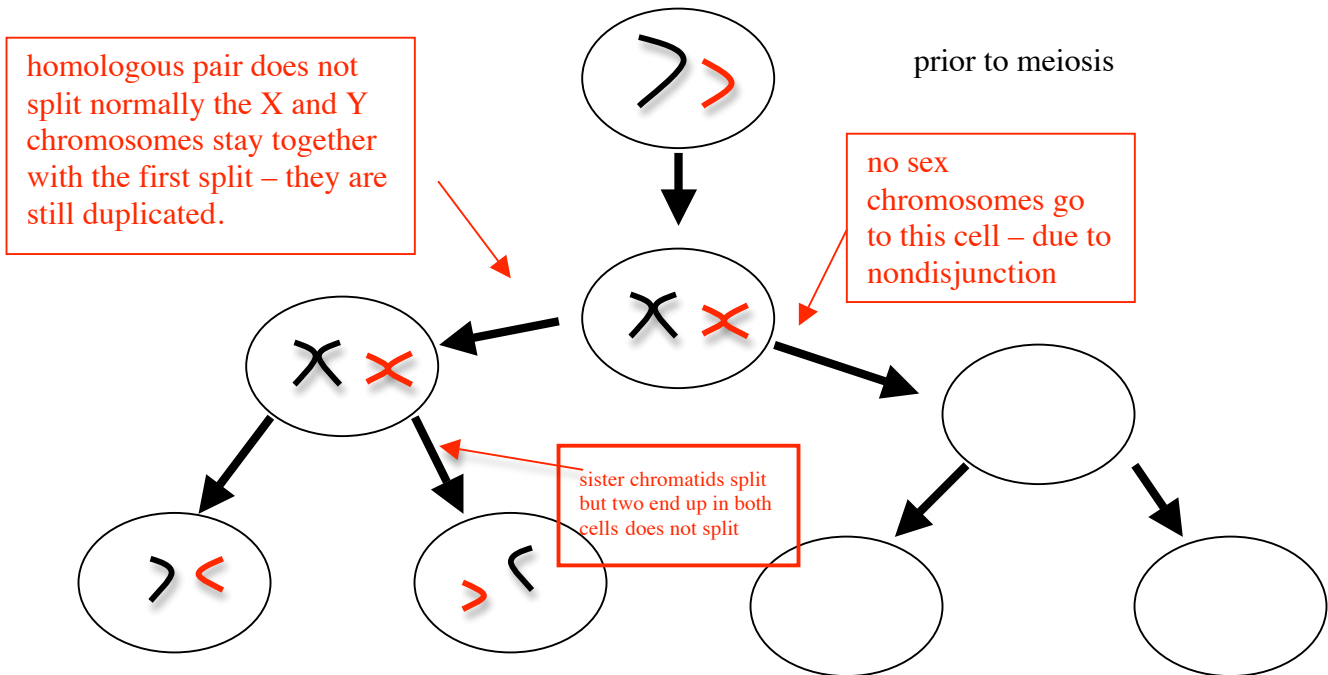 prior to meiosis
homologous pair does not
split normally the X and Y
chromosomes stay together
with the first split – they are
still duplicated.
no sex
chromosomes go
to this cell – due to
nondisjunction
sister chromatids split
but two end up in both
cells does not split